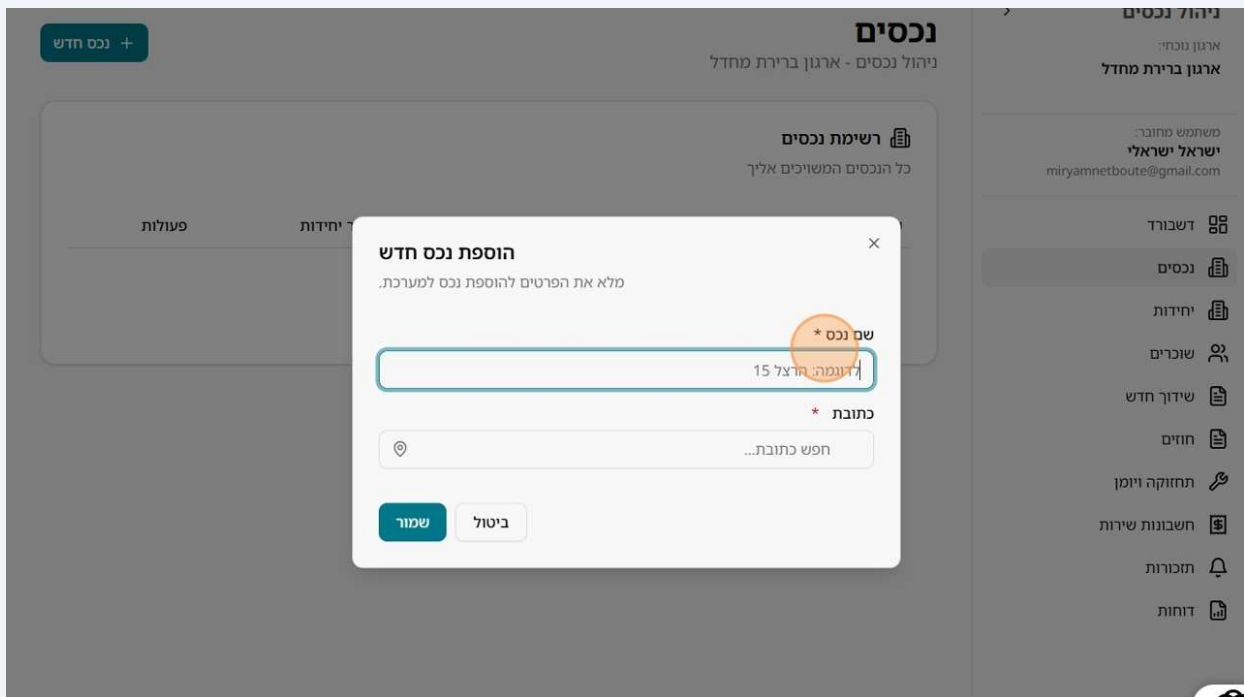 ניהול נכסים
ארגון נוכחי:
ארגון ברירת מחדל
משתמש מחובר:
ישראל ישראלי
miryamnetboute@gmail.com
דשבורד
נכסים
יחידות
שוכרים
שידוך חדש
חוזים
תחזוקה ויומן
חשבונות שירות
תזכורות
דוחות
נכסים
ניהול נכסים - ארגון ברירת מחדל
+ נכס חדש
רשימת נכסים
כל הנכסים המשויכים אליך
יחידות
פעולות
הוספת נכס חדש
מלא את הפרטים להוספת נכס למערכת.
שם נכס *
לדוגמה: הרצל 15
כתובת *
חפש כתובת...
ביטול
שמור